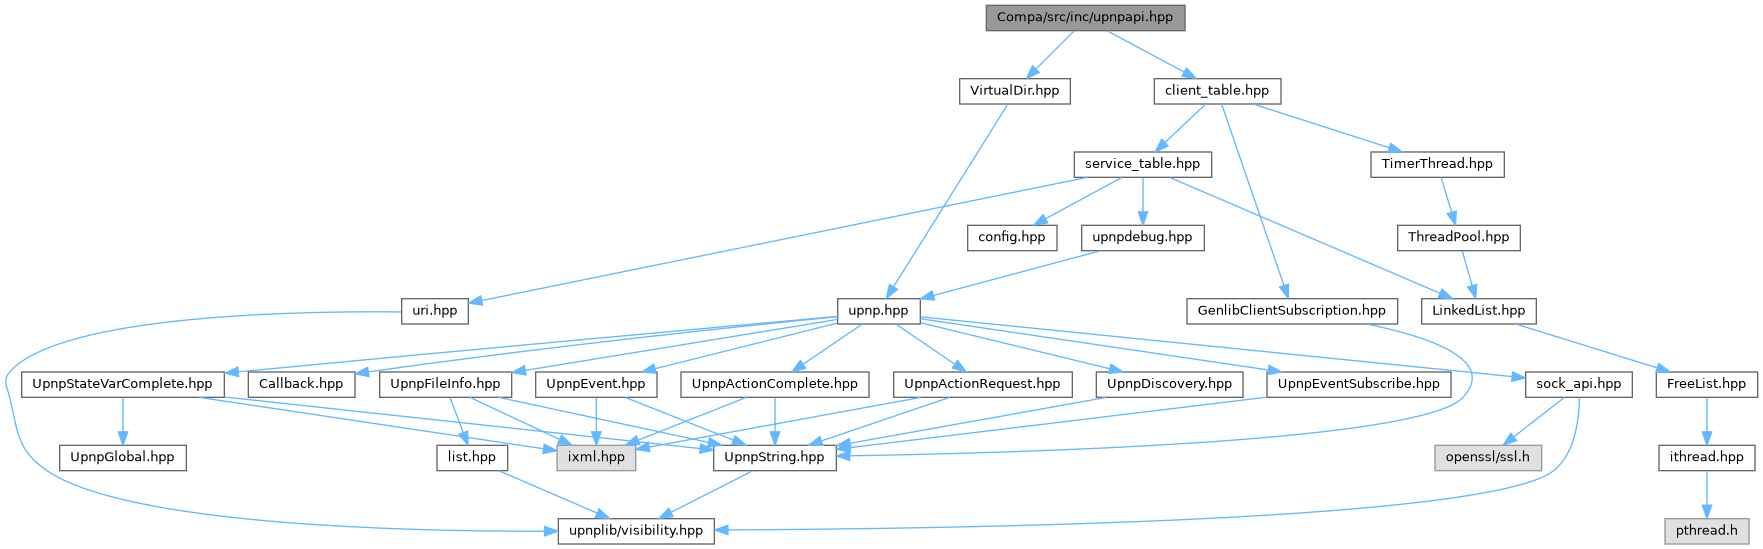 Compa/src/inc/upnpapi.hpp
VirtualDir.hpp
client_table.hpp
service_table.hpp
TimerThread.hpp
config.hpp
upnpdebug.hpp
ThreadPool.hpp
uri.hpp
upnp.hpp
GenlibClientSubscription.hpp
LinkedList.hpp
UpnpStateVarComplete.hpp
Callback.hpp
UpnpFileInfo.hpp
UpnpEvent.hpp
UpnpActionComplete.hpp
UpnpActionRequest.hpp
UpnpDiscovery.hpp
UpnpEventSubscribe.hpp
sock_api.hpp
FreeList.hpp
UpnpGlobal.hpp
list.hpp
ixml.hpp
UpnpString.hpp
openssl/ssl.h
ithread.hpp
upnplib/visibility.hpp
pthread.h